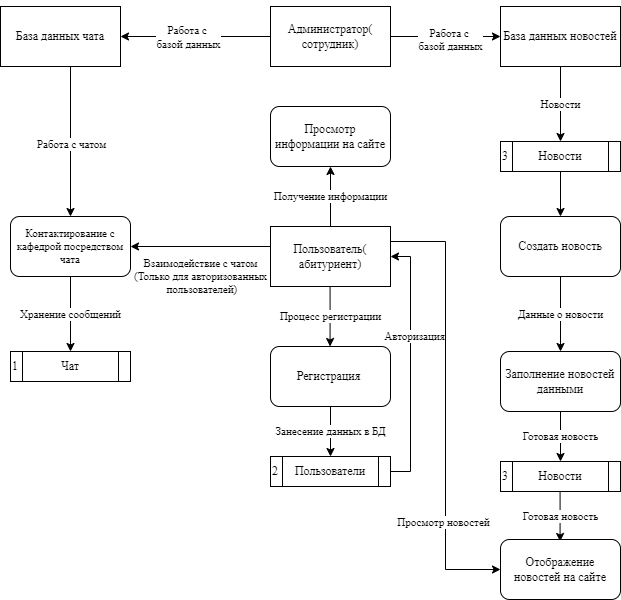 База данных чата
Работа с
базой данных
Администратор(
сотрудник)
Работа с
базой данных
База данных новостей
Работа с чатом
Просмотр
информации на сайте
Получение информации
Новости
3
Новости
Контактирование с
кафедрой посредством
чата
Взаимодействие с чатом
(Только для авторизованных
пользователей)
Пользователь(
абитуриент)
Создать новость
Хранение сообщений
Процесс регистрации
Авторизация
Данные о новости
1
Чат
Регистрация
Заполнение новостей
данными
Занесение данных в БД
Готовая новость
2
Пользователи
3
Новости
Просмотр новостей
Готовая новость
Отображение
новостей на сайте